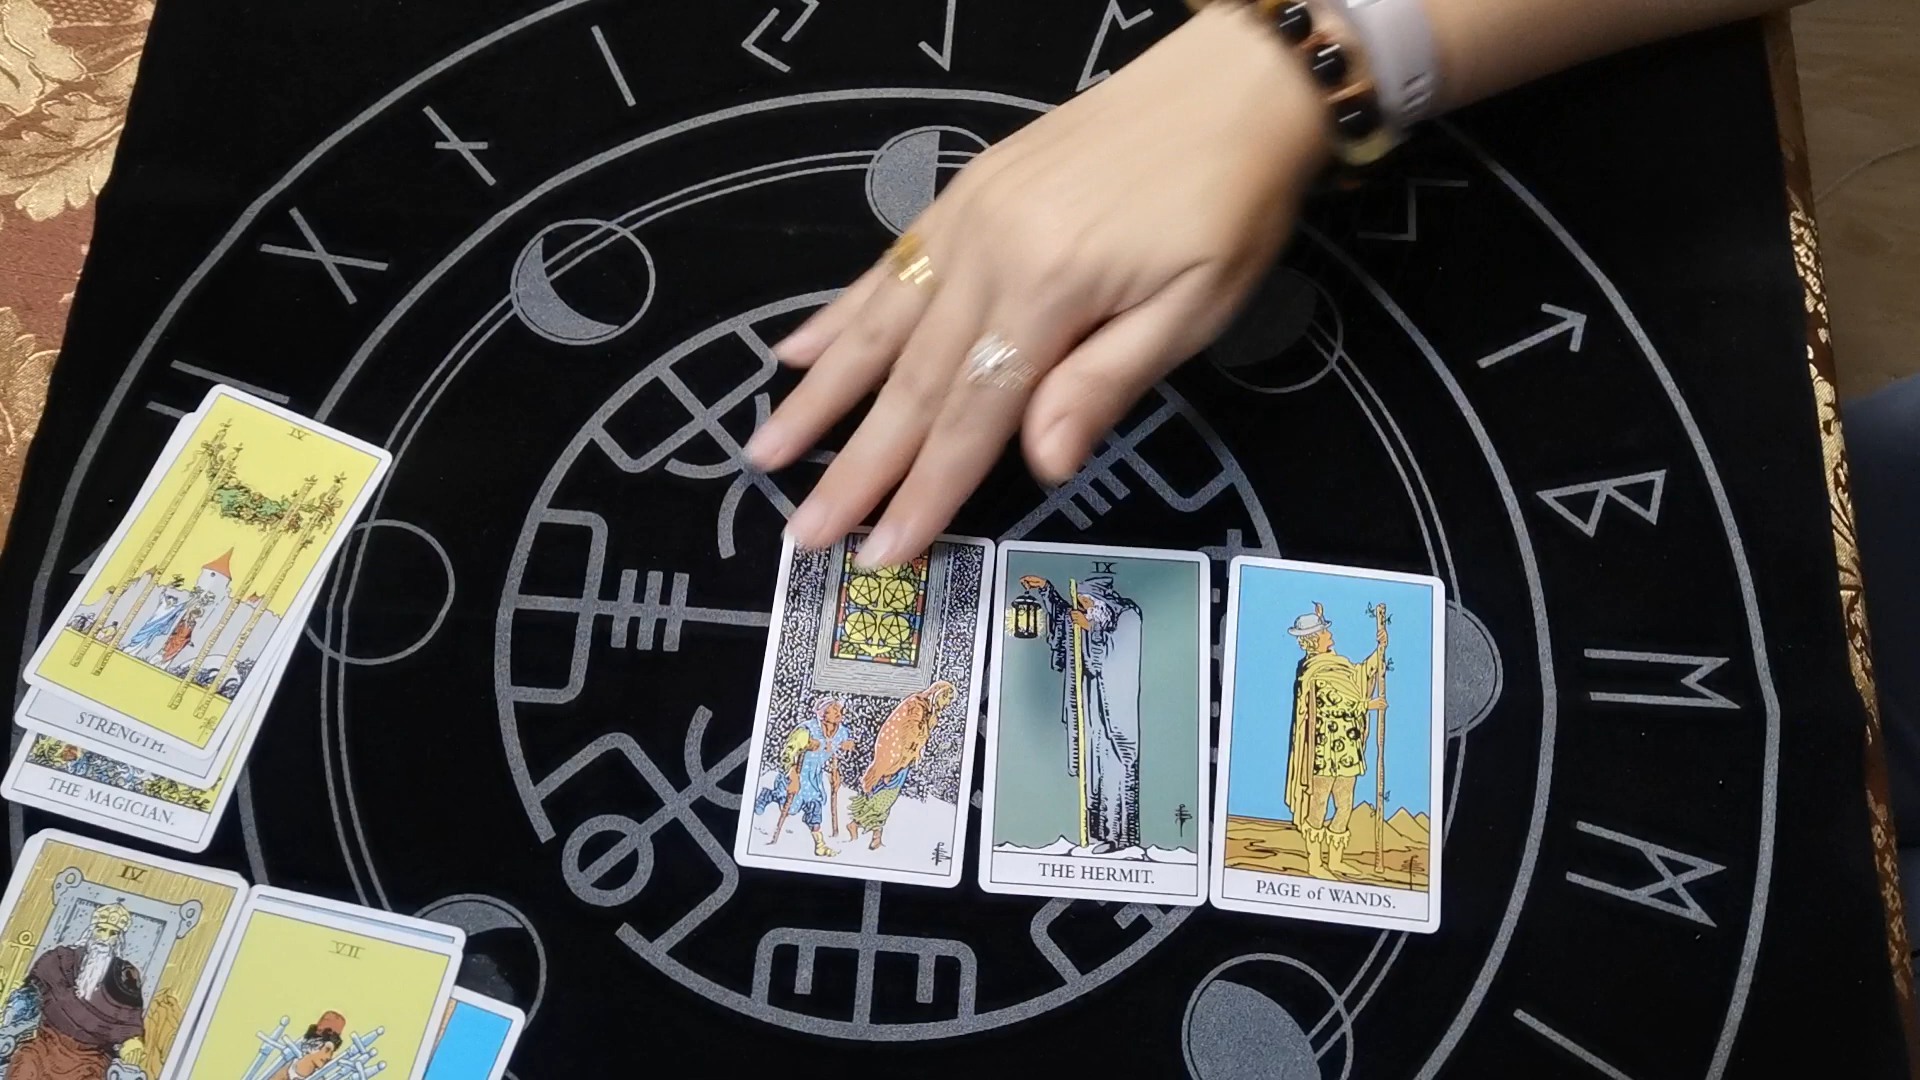 IV
STRENGTH.
THE MAGICIAN.
IV
VII
IX
THE HERMIT.
PAGE of WANDS.